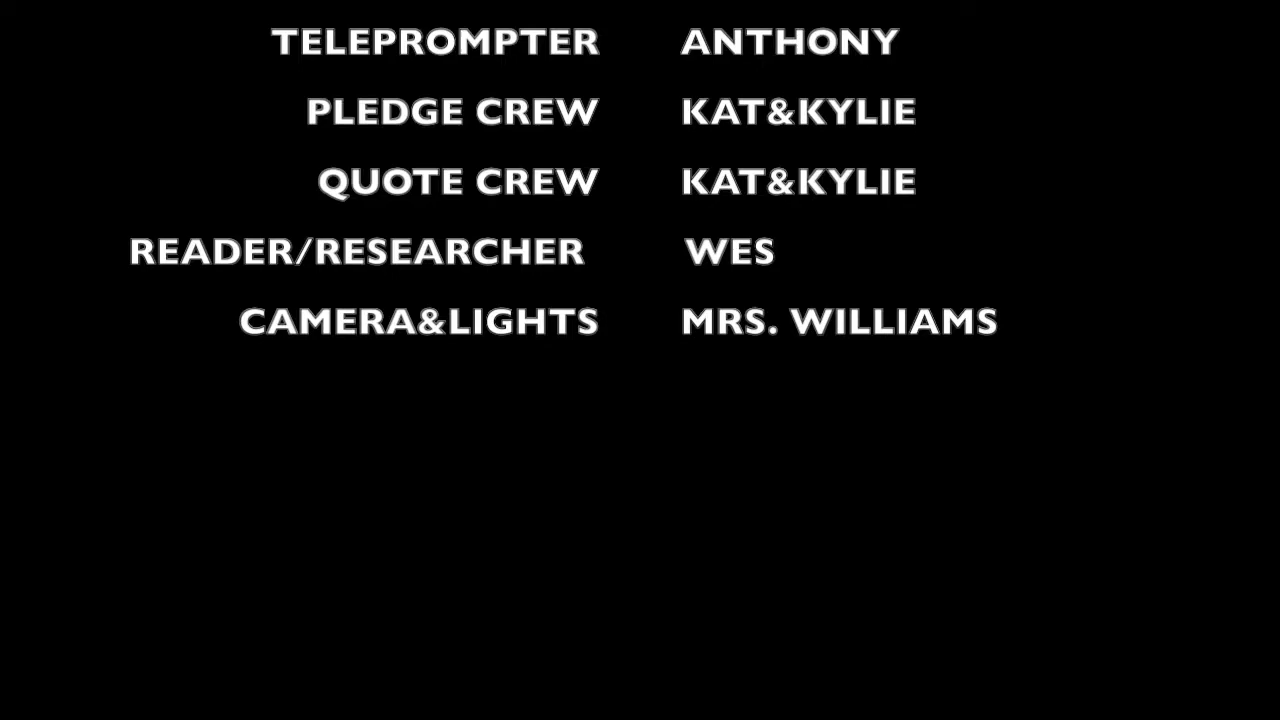 TELEPROMPTER ANTHONY
PLEDGE CREW KAT&KYLIE
QUOTE CREW KAT&KYLIE
READER/RESEARCHER WES
CAMERA&LIGHTS MRS. WILLIAMS